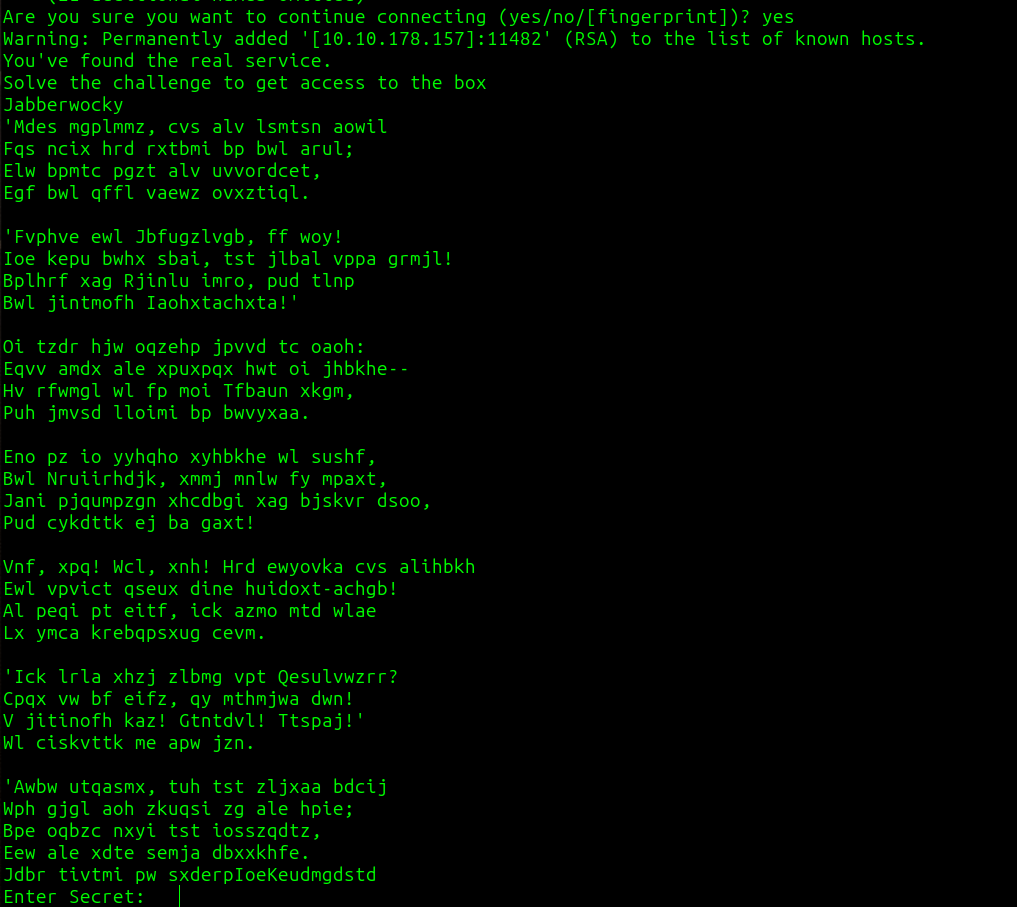 Are you sure you want to continue connecting (yes/no/[fingerprint])? yes
Warning: Permanently added '[10.10.178.157]:11482' (RSA) to the list of known hosts.
You've found the real service.
Solve the challenge to get access to the box
Jabberwocky
'Mdes mgplmmz, cvs alv lsmtsn aowil
Fqs ncix hrd rxtbmi bp bwl arul;
Elw bpmtc pgzt alv uvvordcet,
Egf bwl qffl vaewz ovxztiql.

'Fvphve ewl Jbfugzlvgb, ff woy!
Ioe kepu bwhx sbai, tst jlbal vppa grmjl!
Bplhrf xag Rjinlu imro, pud tlnp
Bwl jintmofh Iaohxtachxta!'

Oi tzdr hjw oqzehp jpvvd tc oaoh:
Eqvv amdx ale xpuxpqx hwt oi jhbkhe--
Hv rfwmgl wl fp moi Tfbaun xkgm,
Puh jmvsd lloimi bp bwvyxaa.

Eno pz io yyhqho xyhbkhe wl sushf,
Bwl Nruiirhdjk, xmmj mnlw fy mpaxt,
Jani pjqumpzgn xhcdbgi xag bjskvr dsoo,
Pud cykdttk ej ba gaxt!

Vnf, xpq! Wcl, xnh! Hrd ewyovka cvs alihbkh
Ewl vpvict qseux dine huidoxt-achgb!
Al peqi pt eitf, ick azmo mtd wlae
Lx ymca krebqpsxug cevm.

'Ick lrla xhzj zlbmg vpt Qesulvwzrr?
Cpqx vw bf eifz, qy mthmjwa dwn!
V jitinofh kaz! Gtntdvl! Ttspaj!'
Wl ciskvttk me apw jzn.

'Awbw utqasmx, tuh tst zljxaa bdcij
Wph gjgl aoh zkuqsi zg ale hpie;
Bpe oqbzc nxyi tst iosszqdtz,
Eew ale xdte semja dbxxkhfe.
Jdbr tivtmi pw sxderpIoeKeudmgdstd
Enter Secret: